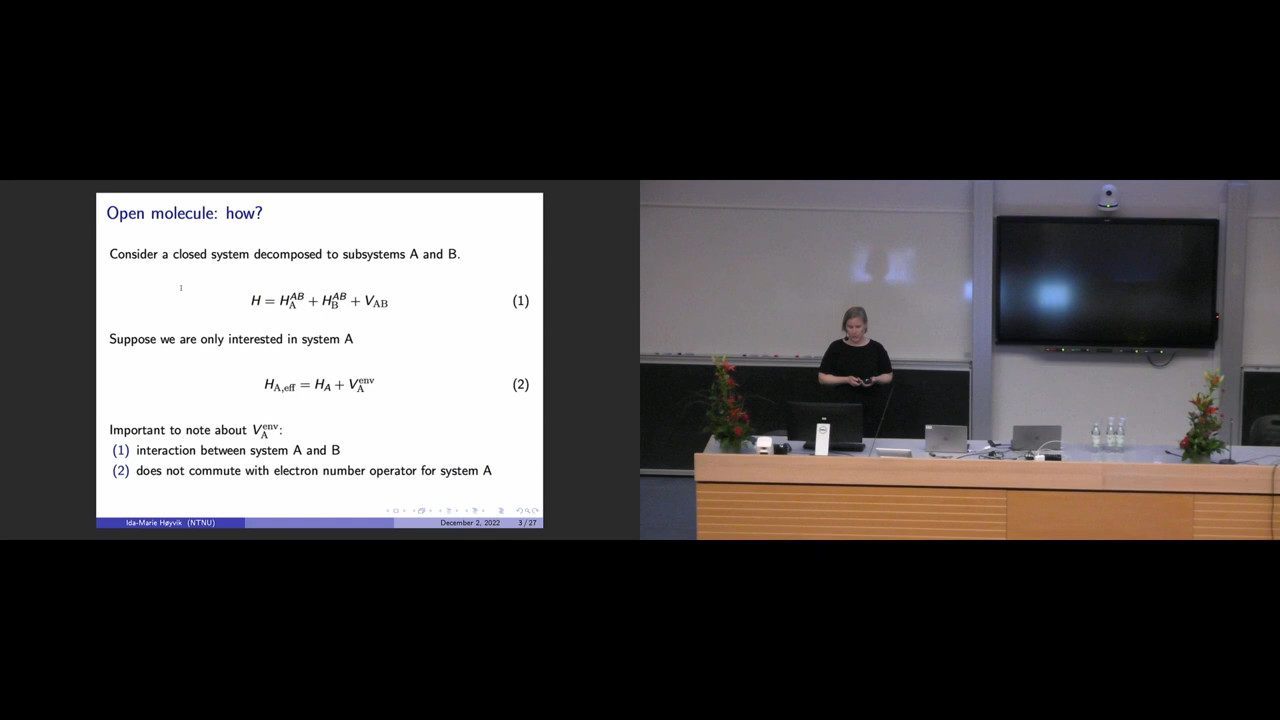 Open molecule: how?
Consider a closed system decomposed to subsystems A and B.
H = H_A^{AB} + H_B^{AB} + V_{AB} (1)
Suppose we are only interested in system A
H_{A,eff} = H_A + V_A^{env} (2)
Important to note about V_A^{env}:
(1) interaction between system A and B
(2) does not commute with electron number operator for system A
Ida-Marie Høyvik (NTNU) December 2, 2022 3 / 27